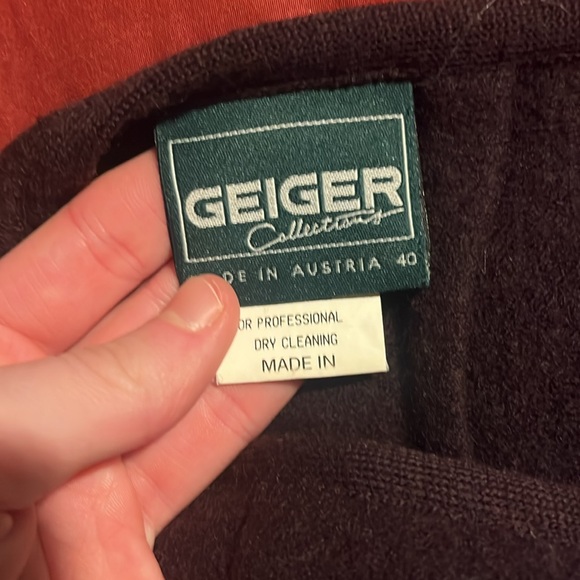 GEIGER
Collections
DE IN AUSTRIA 40
OR PROFESSIONAL
DRY CLEANING
MADE IN